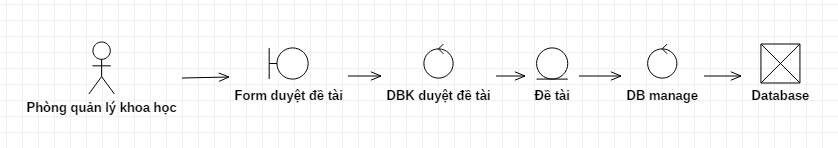 Phòng quản lý khoa học
Form duyệt đề tài
DBK duyệt đề tài
Đề tài
DB manage
Database